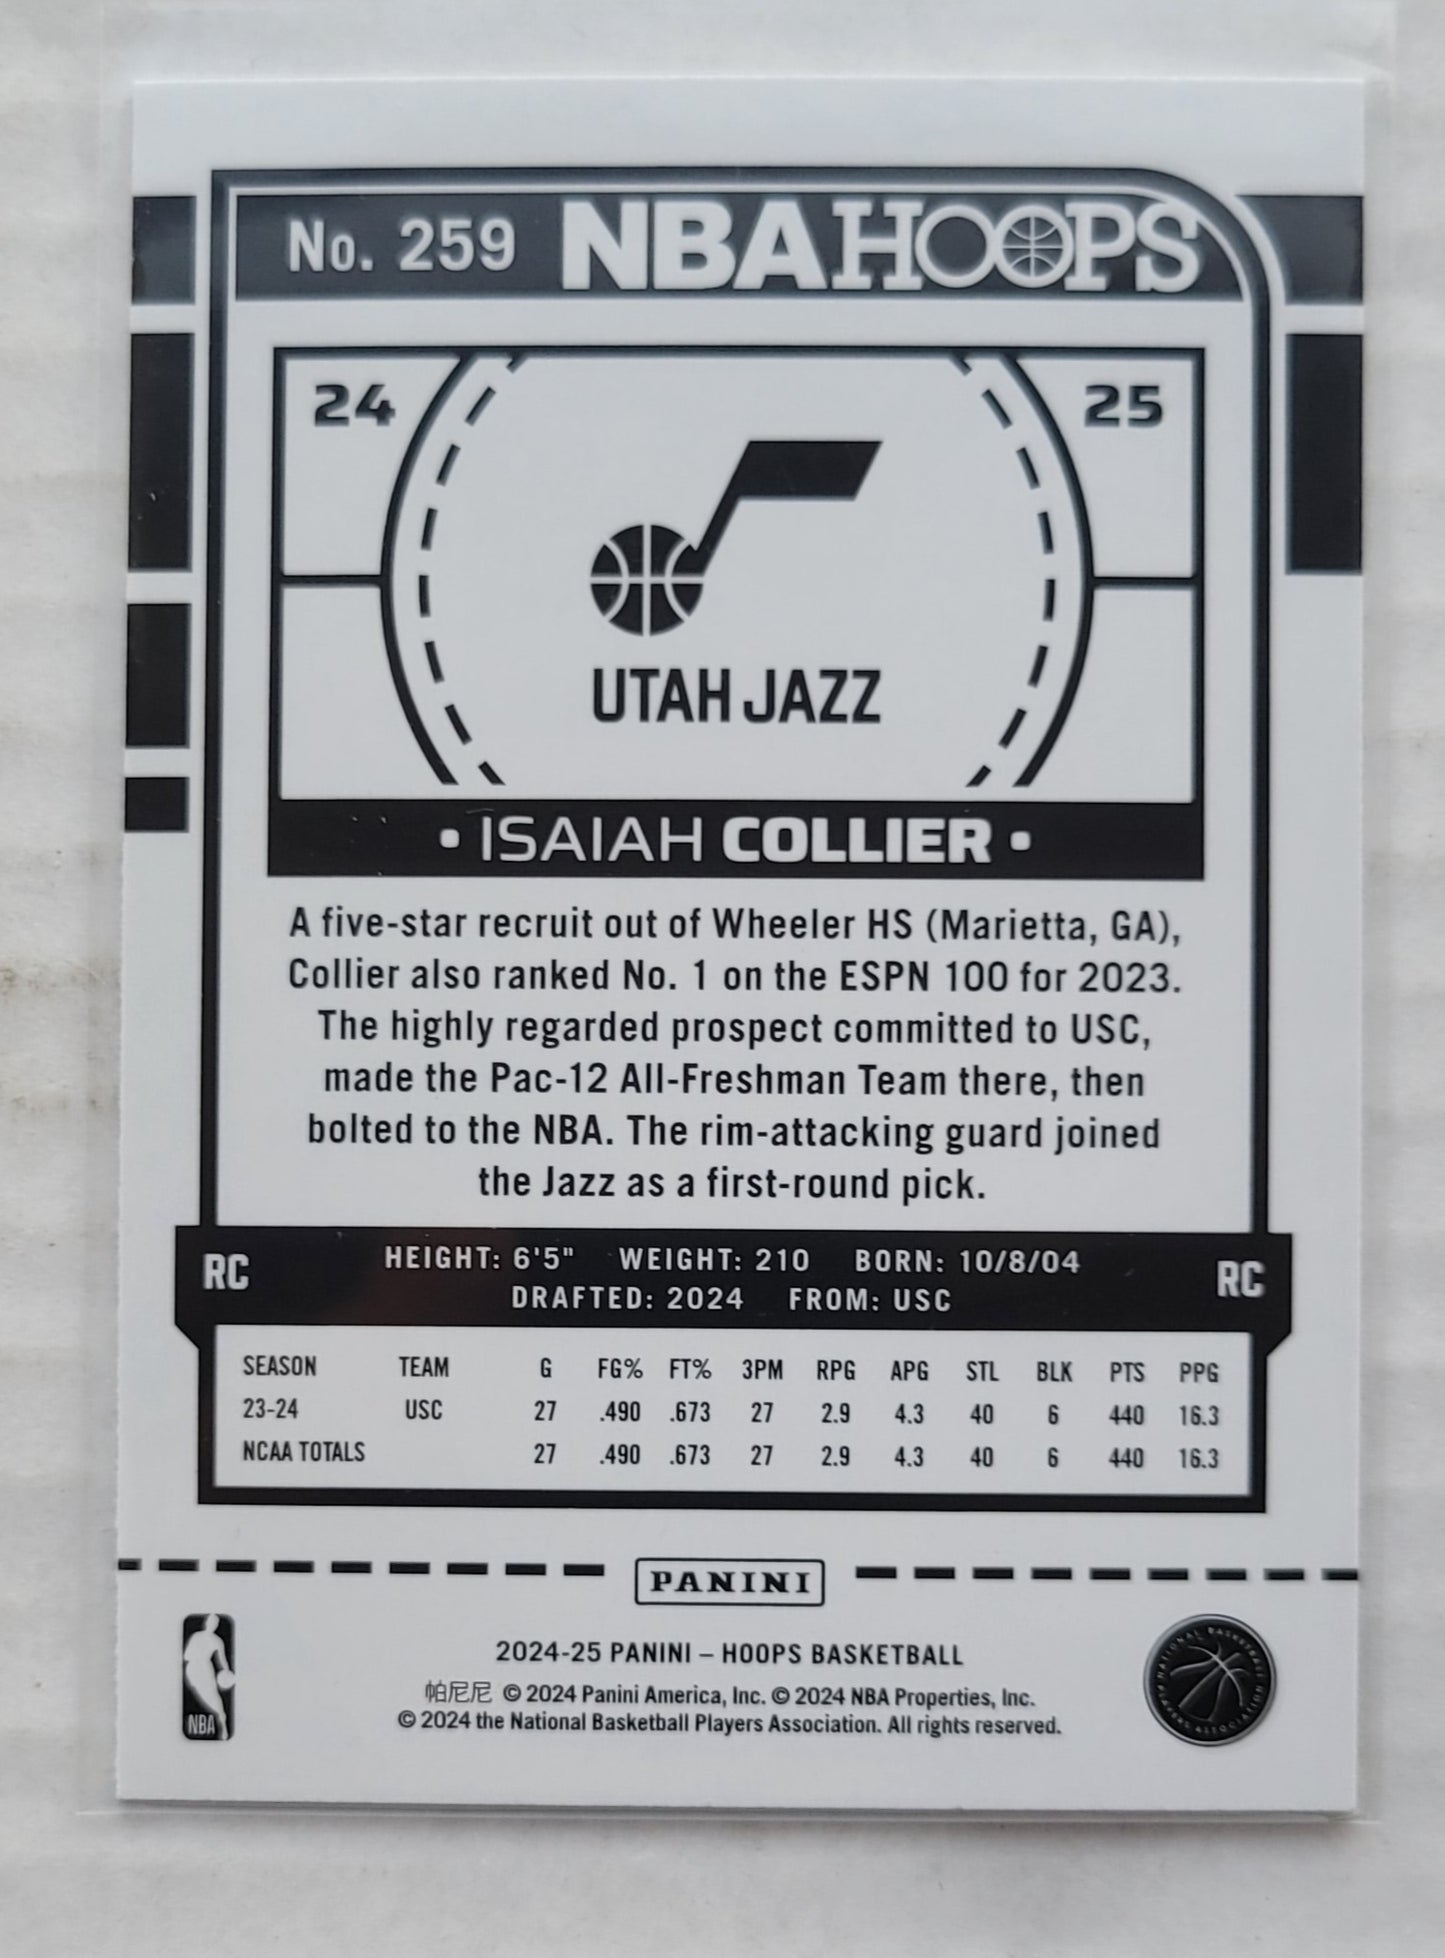 No. 259 NBA HOOPS
24 25
UTAH JAZZ
• ISAIAH COLLIER •
A five-star recruit out of Wheeler HS (Marietta, GA),
Collier also ranked No. 1 on the ESPN 100 for 2023.
The highly regarded prospect committed to USC,
made the Pac-12 All-Freshman Team there, then
bolted to the NBA. The rim-attacking guard joined
the Jazz as a first-round pick.
RC HEIGHT: 6'5" WEIGHT: 210 BORN: 10/8/04 RC
DRAFTED: 2024 FROM: USC
SEASON TEAM G FG% FT% 3PM RPG APG STL BLK PTS PPG
23-24 USC 27 .490 .673 27 2.9 4.3 40 6 440 16.3
NCAA TOTALS 27 .490 .673 27 2.9 4.3 40 6 440 16.3
PANINI
2024-25 PANINI – HOOPS BASKETBALL
帕尼尼 © 2024 Panini America, Inc. © 2024 NBA Properties, Inc.
© 2024 the National Basketball Players Association. All rights reserved.
NBA
NATIONAL BASKETBALL PLAYERS ASSOCIATION